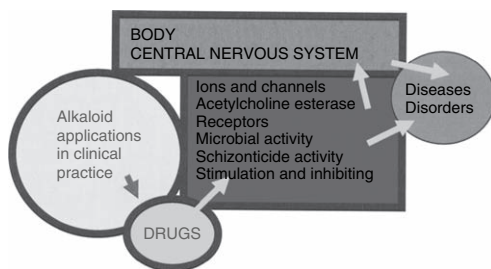 BODY
CENTRAL NERVOUS SYSTEM
Ions and channels
Acetylcholine esterase
Receptors
Microbial activity
Schizonticide activity
Stimulation and inhibiting
Diseases
Disorders
Alkaloid
applications
in clinical
practice
DRUGS